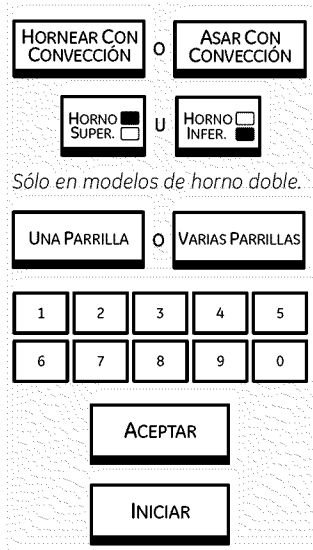 HORNEAR CON CONVECCIÓN O ASAR CON CONVECCIÓN
HORNO SUPER. U HORNO INFER.
Sólo en modelos de horno doble.
UNA PARRILLA O VARIAS PARRILLAS
1 2 3 4 5
6 7 8 9 0
ACEPTAR
INICIAR